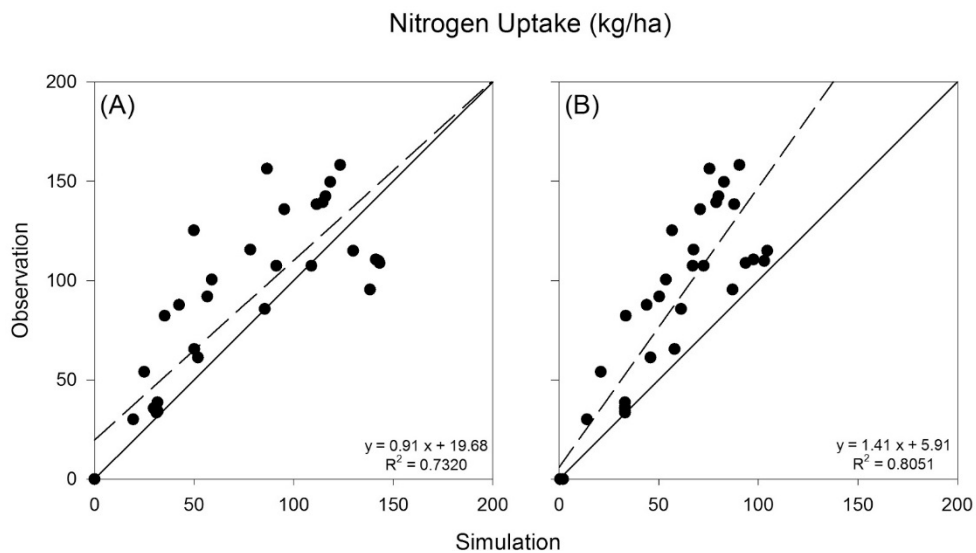 Nitrogen Uptake (kg/ha)
(A)
(B)
200
150
100
50
0
Observation
y = 0.91 x + 19.68
R² = 0.7320
y = 1.41 x + 5.91
R² = 0.8051
0 50 100 150 200
0 50 100 150 200
Simulation